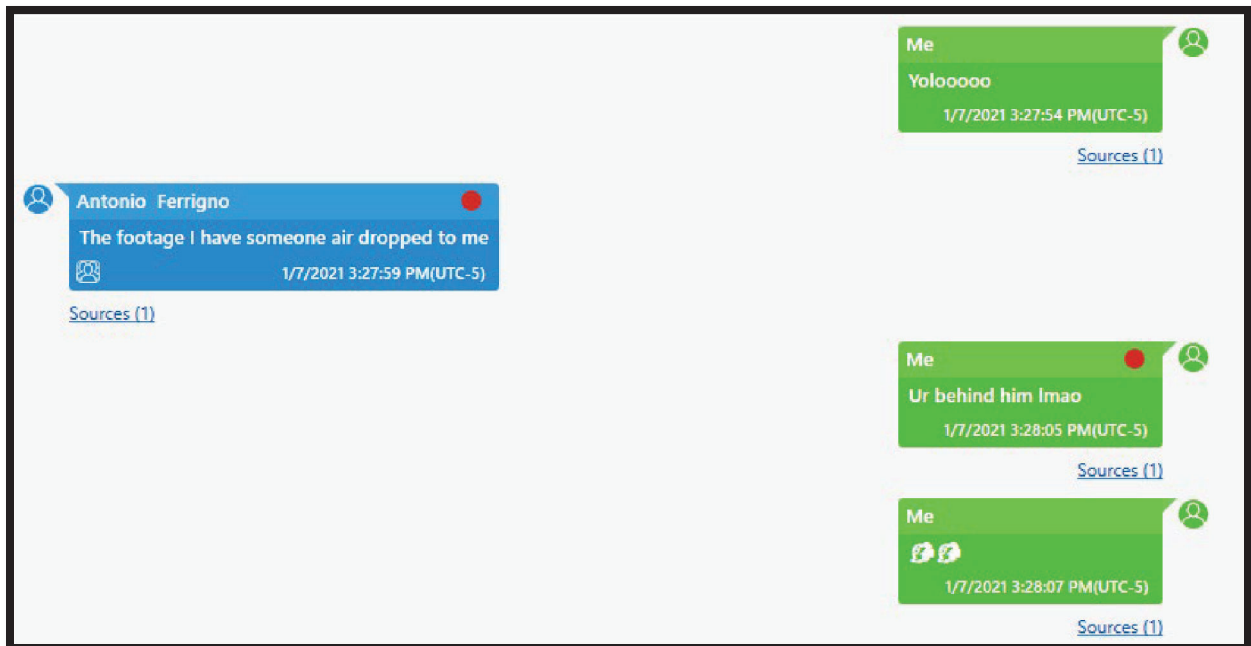 Me
Yolooooo
1/7/2021 3:27:54 PM(UTC-5)
Sources (1)
Antonio Ferrigno
The footage I have someone air dropped to me
1/7/2021 3:27:59 PM(UTC-5)
Sources (1)
Me
Ur behind him lmao
1/7/2021 3:28:05 PM(UTC-5)
Sources (1)
Me
1/7/2021 3:28:07 PM(UTC-5)
Sources (1)